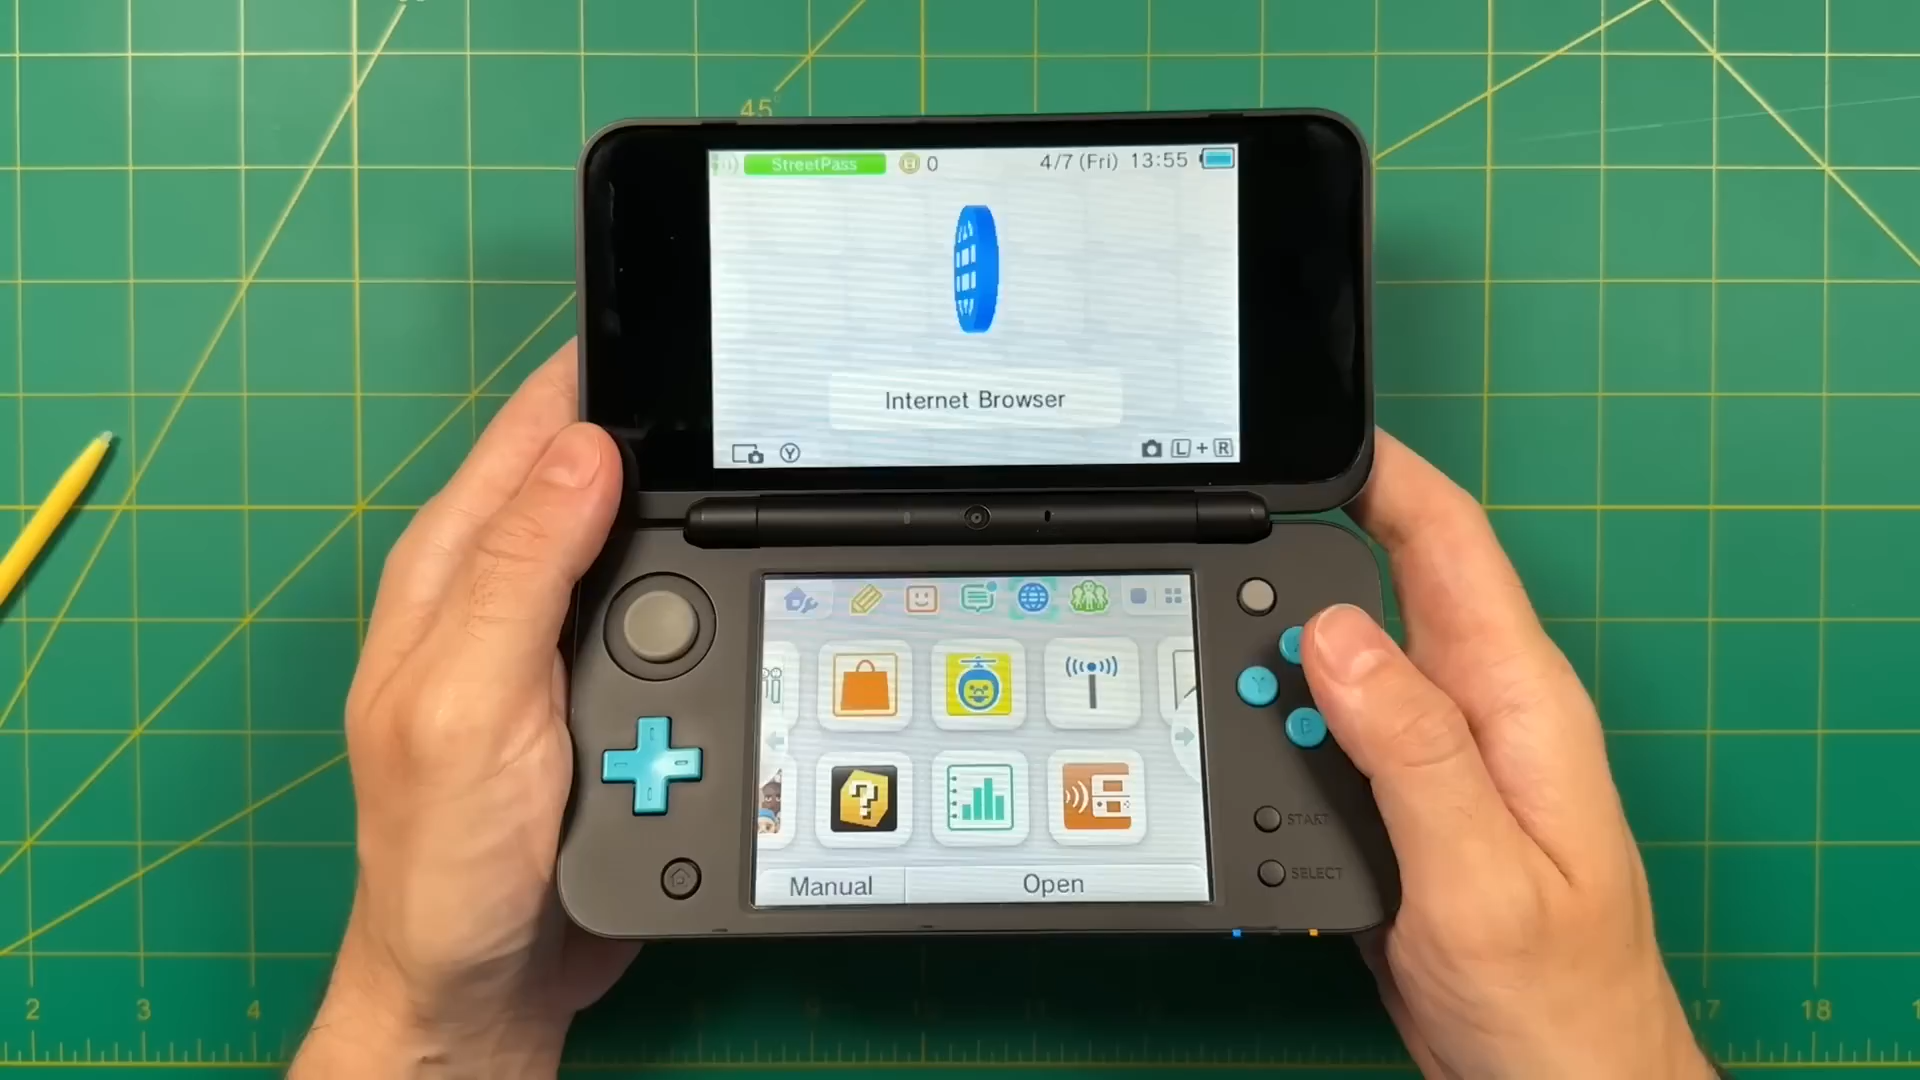 45°
StreetPass 0 4/7 (Fri) 13:55
Internet Browser
Y L + R
Y
B
START
SELECT
Manual Open
2 3 4 17 18